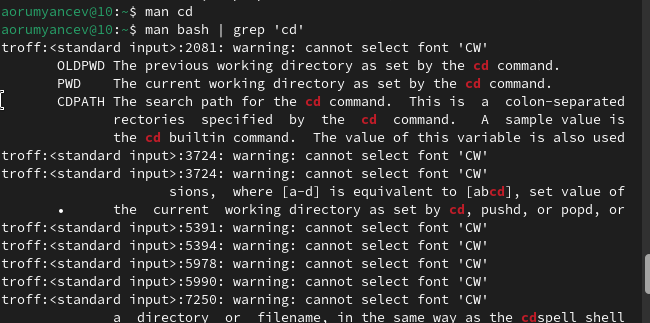 aorumyancev@10:~$ man cd
aorumyancev@10:~$ man bash | grep 'cd'
troff:<standard input>:2081: warning: cannot select font 'CW'
OLDPWD The previous working directory as set by the cd command.
PWD The current working directory as set by the cd command.
CDPATH The search path for the cd command. This is a colon-separated
rectories specified by the cd command. A sample value is
the cd builtin command. The value of this variable is also used
troff:<standard input>:3724: warning: cannot select font 'CW'
troff:<standard input>:3724: warning: cannot select font 'CW'
sions, where [a-d] is equivalent to [abcd], set value of
• the current working directory as set by cd, pushd, or popd, or
troff:<standard input>:5391: warning: cannot select font 'CW'
troff:<standard input>:5394: warning: cannot select font 'CW'
troff:<standard input>:5978: warning: cannot select font 'CW'
troff:<standard input>:5990: warning: cannot select font 'CW'
troff:<standard input>:7250: warning: cannot select font 'CW'
a directory or filename, in the same way as the cdspell shell